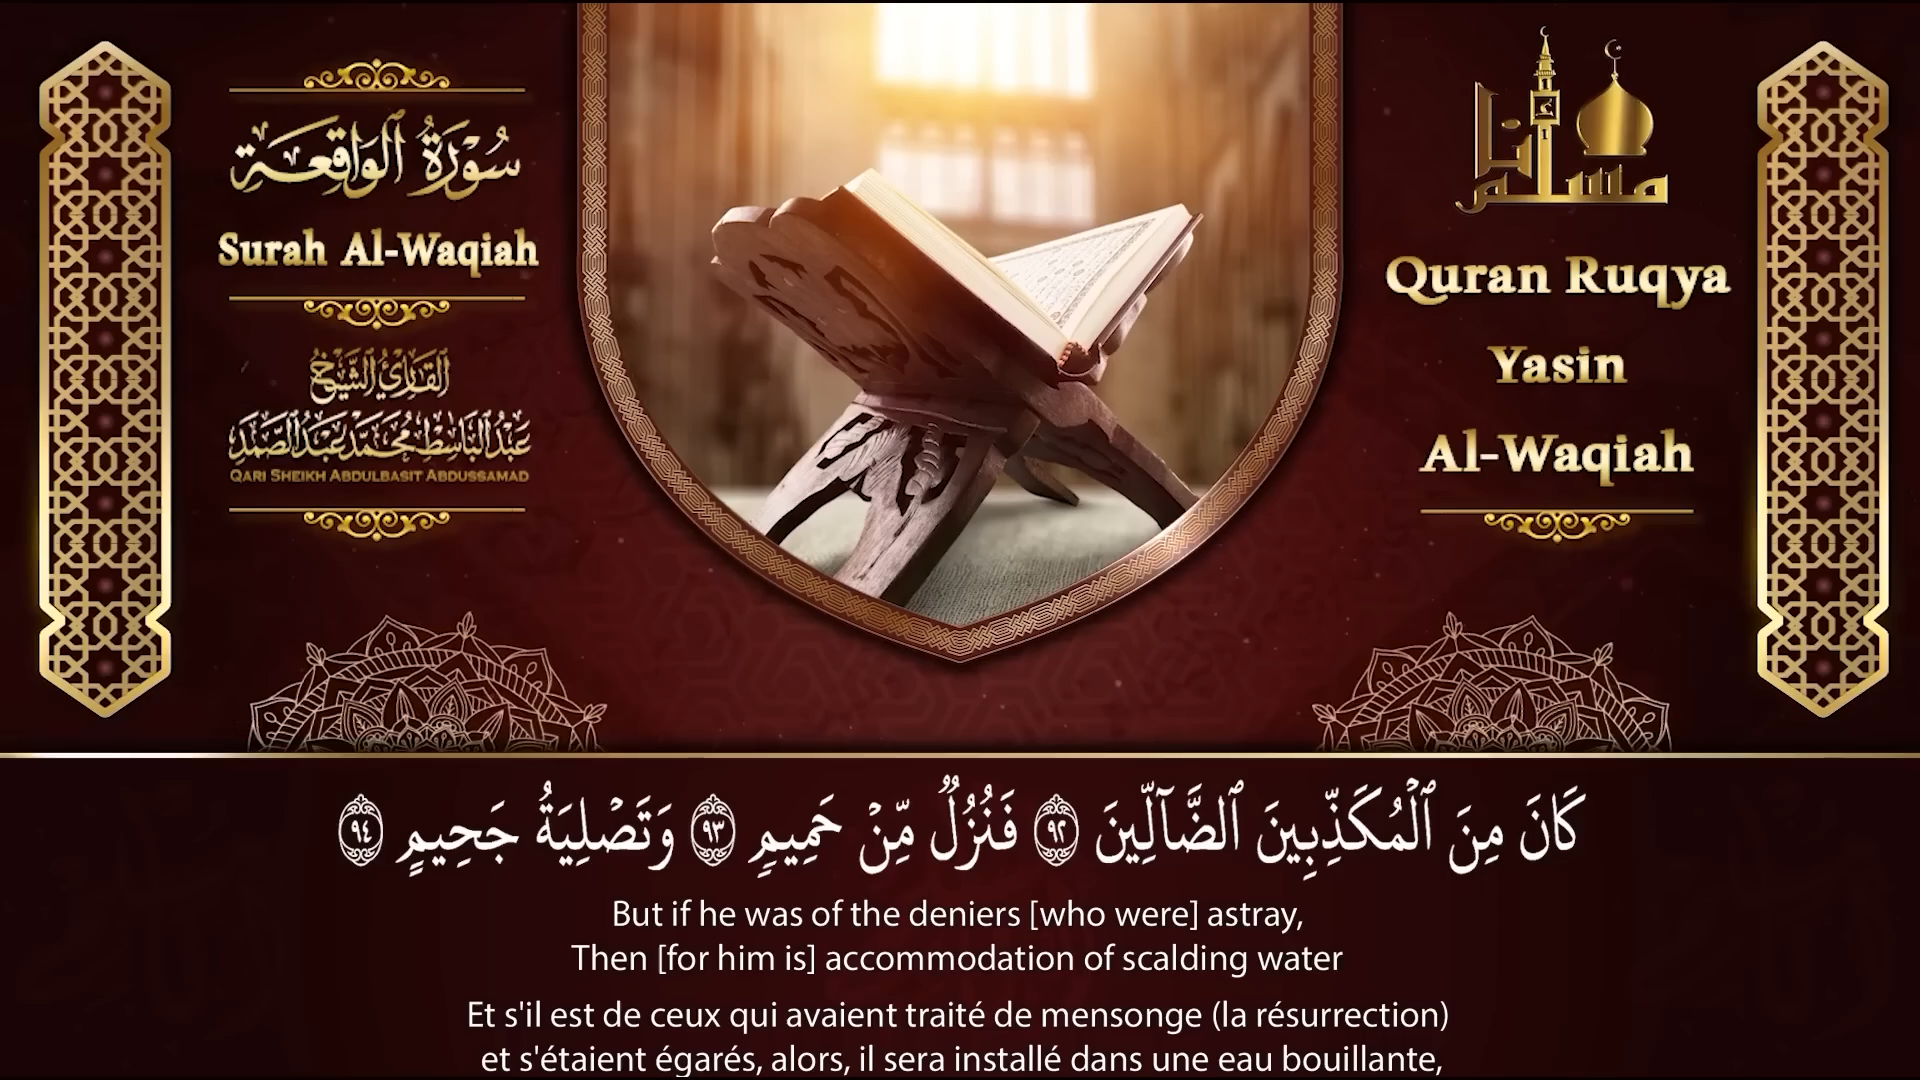 سُورَةُ ٱلْوَاقِعَة
Surah Al-Waqiah
القارئ الشيخ
عبد الباسط محمد عبد الصمد
QARI SHEIKH ABDULBASIT ABDUSSAMAD
أنا
مسلم
Quran Ruqya
Yasin
Al-Waqiah
كَانَ مِنَ ٱلْمُكَذِّبِينَ ٱلضَّآلِّينَ ٩٢ فَنُزُلٌ مِّنْ حَمِيمٍ ٩٣ وَتَصْلِيَةُ جَحِيمٍ ٩٤
But if he was of the deniers [who were] astray,
Then [for him is] accommodation of scalding water
Et s'il est de ceux qui avaient traité de mensonge (la résurrection)
et s'étaient égarés, alors, il sera installé dans une eau bouillante,